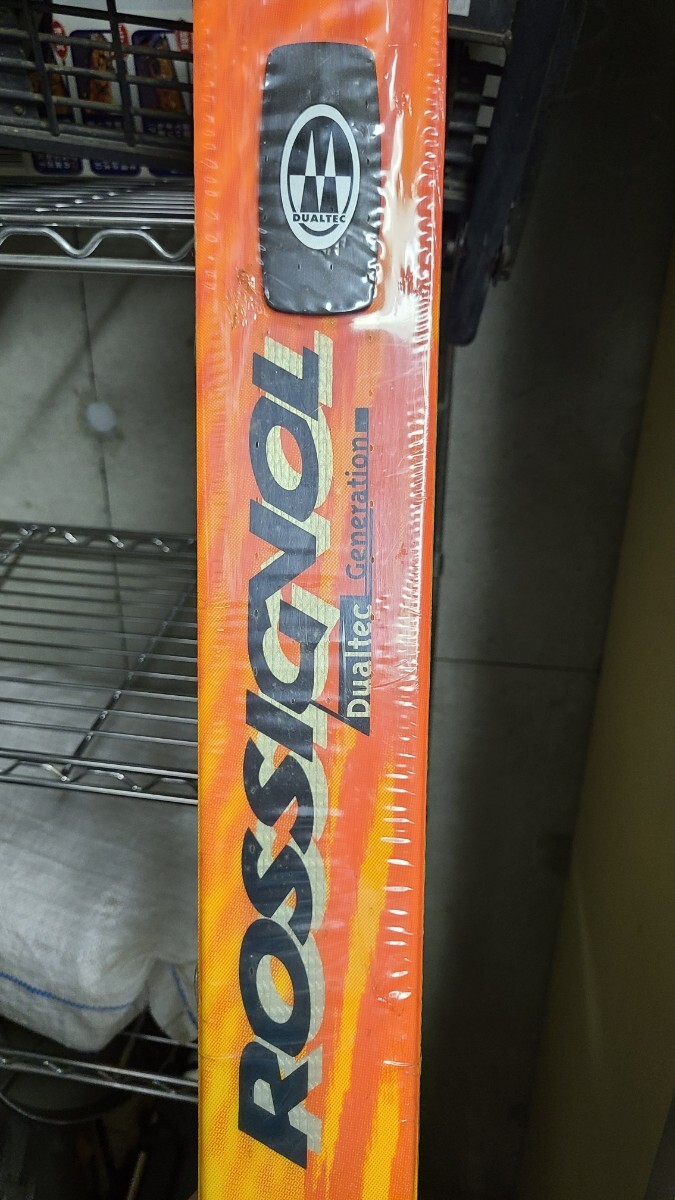 DUALTEC
ROSSIGNOL
Dualtec Generation